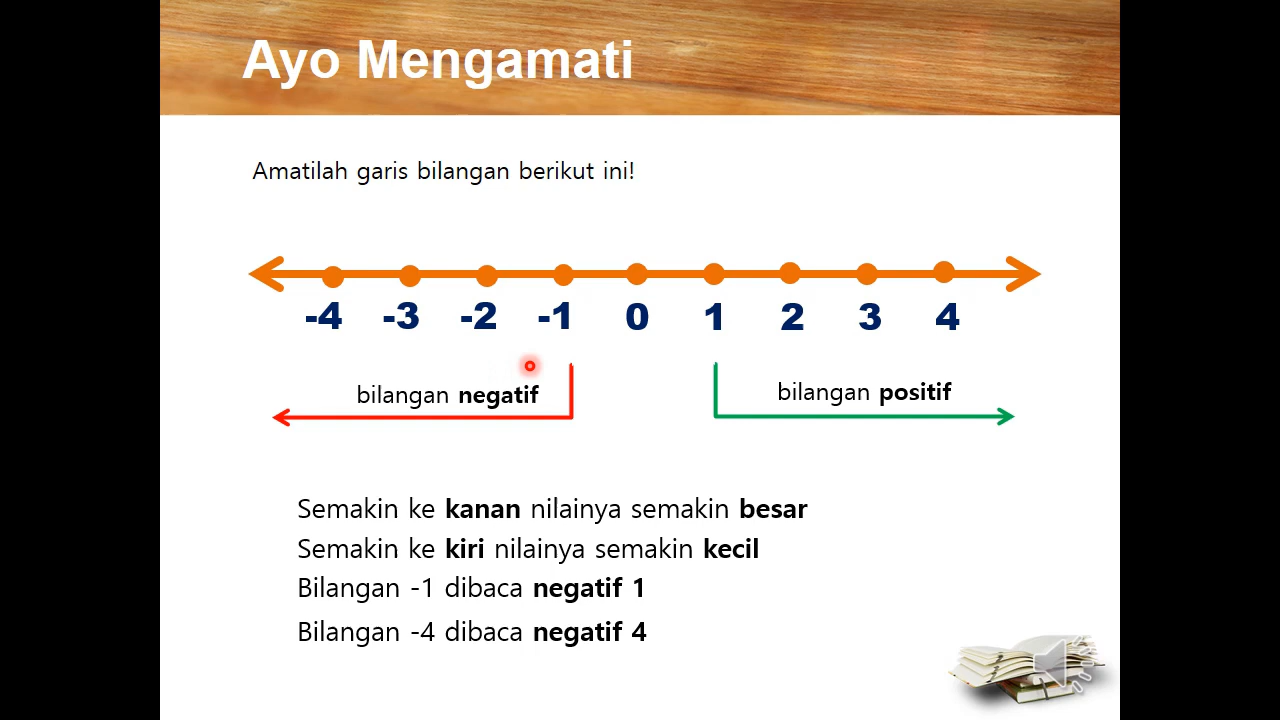 Ayo Mengamati
Amatilah garis bilangan berikut ini!
-4 -3 -2 -1 0 1 2 3 4
bilangan negatif
bilangan positif
Semakin ke kanan nilainya semakin besar
Semakin ke kiri nilainya semakin kecil
Bilangan -1 dibaca negatif 1
Bilangan -4 dibaca negatif 4